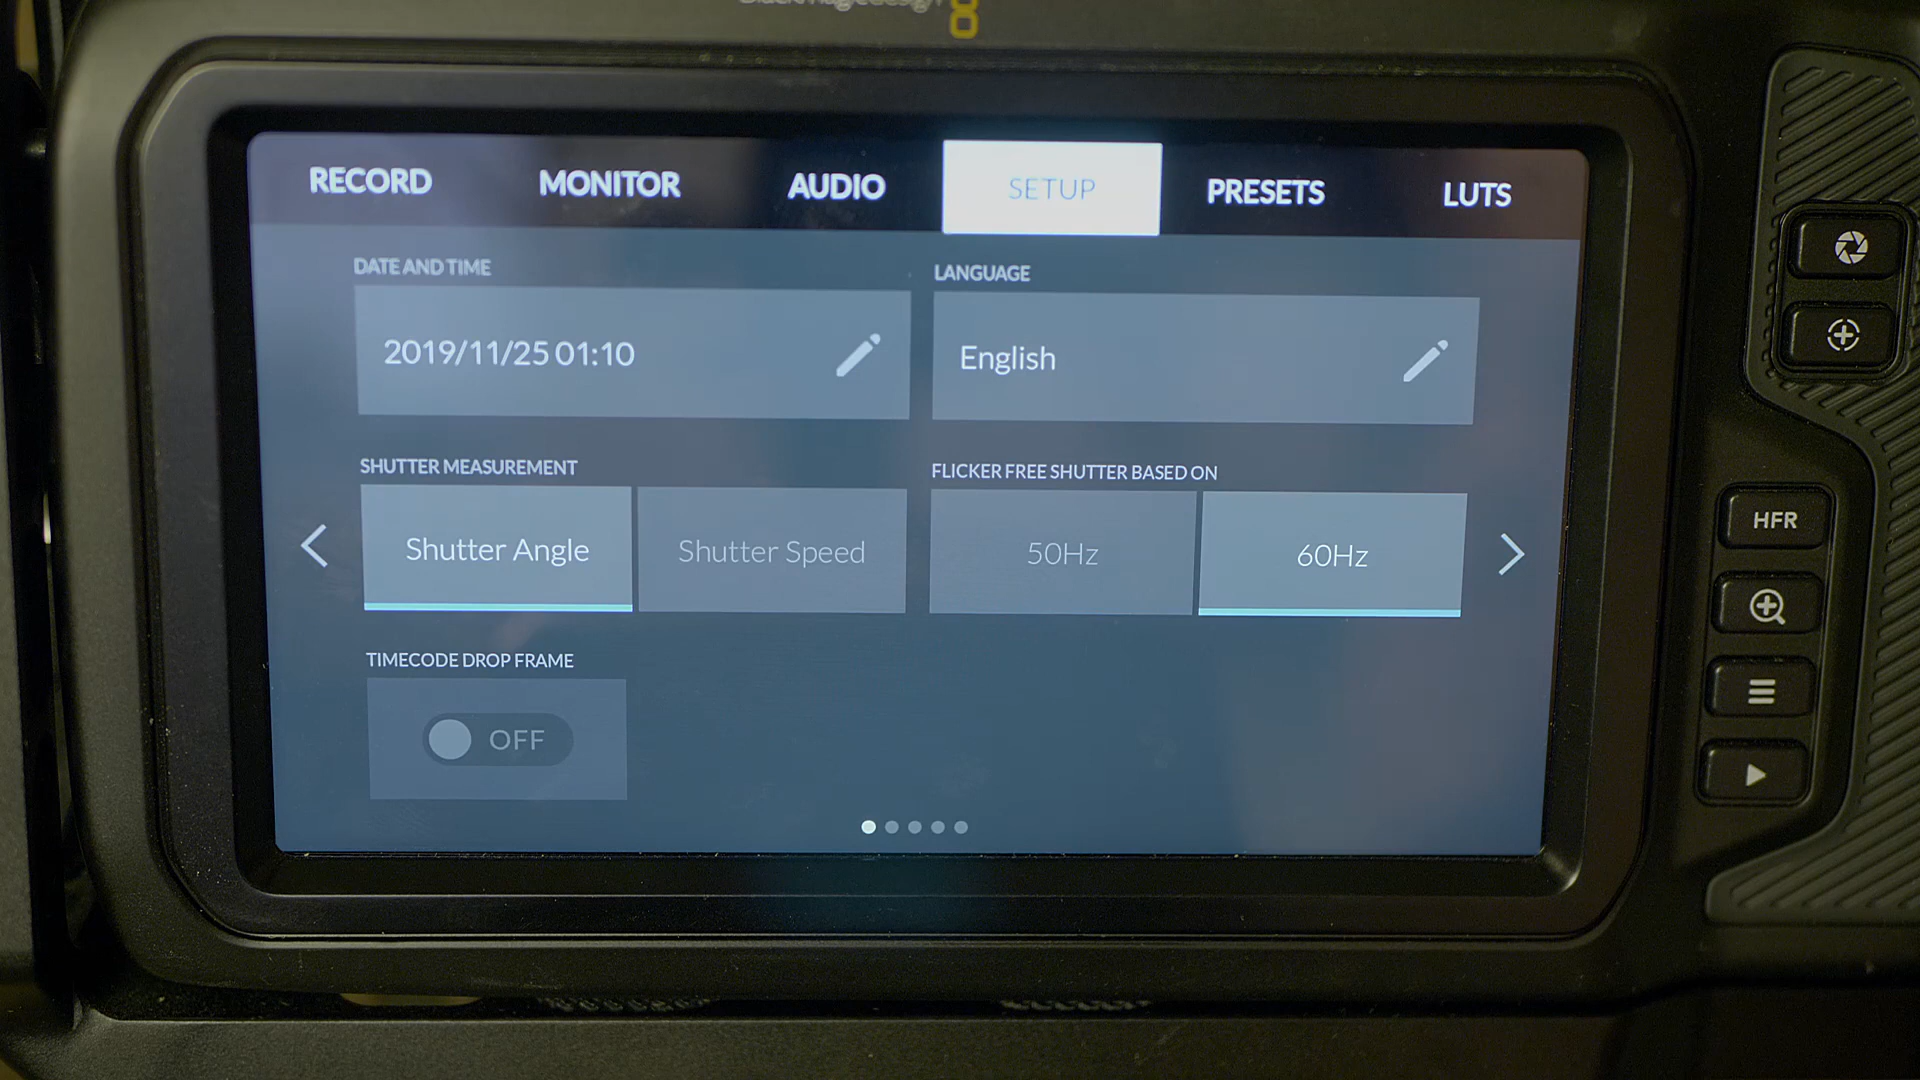 Blackmagicdesign
RECORD MONITOR AUDIO SETUP PRESETS LUTS
DATE AND TIME
2019/11/25 01:10
LANGUAGE
English
SHUTTER MEASUREMENT
Shutter Angle Shutter Speed
FLICKER FREE SHUTTER BASED ON
50Hz 60Hz
TIMECODE DROP FRAME
OFF
HFR